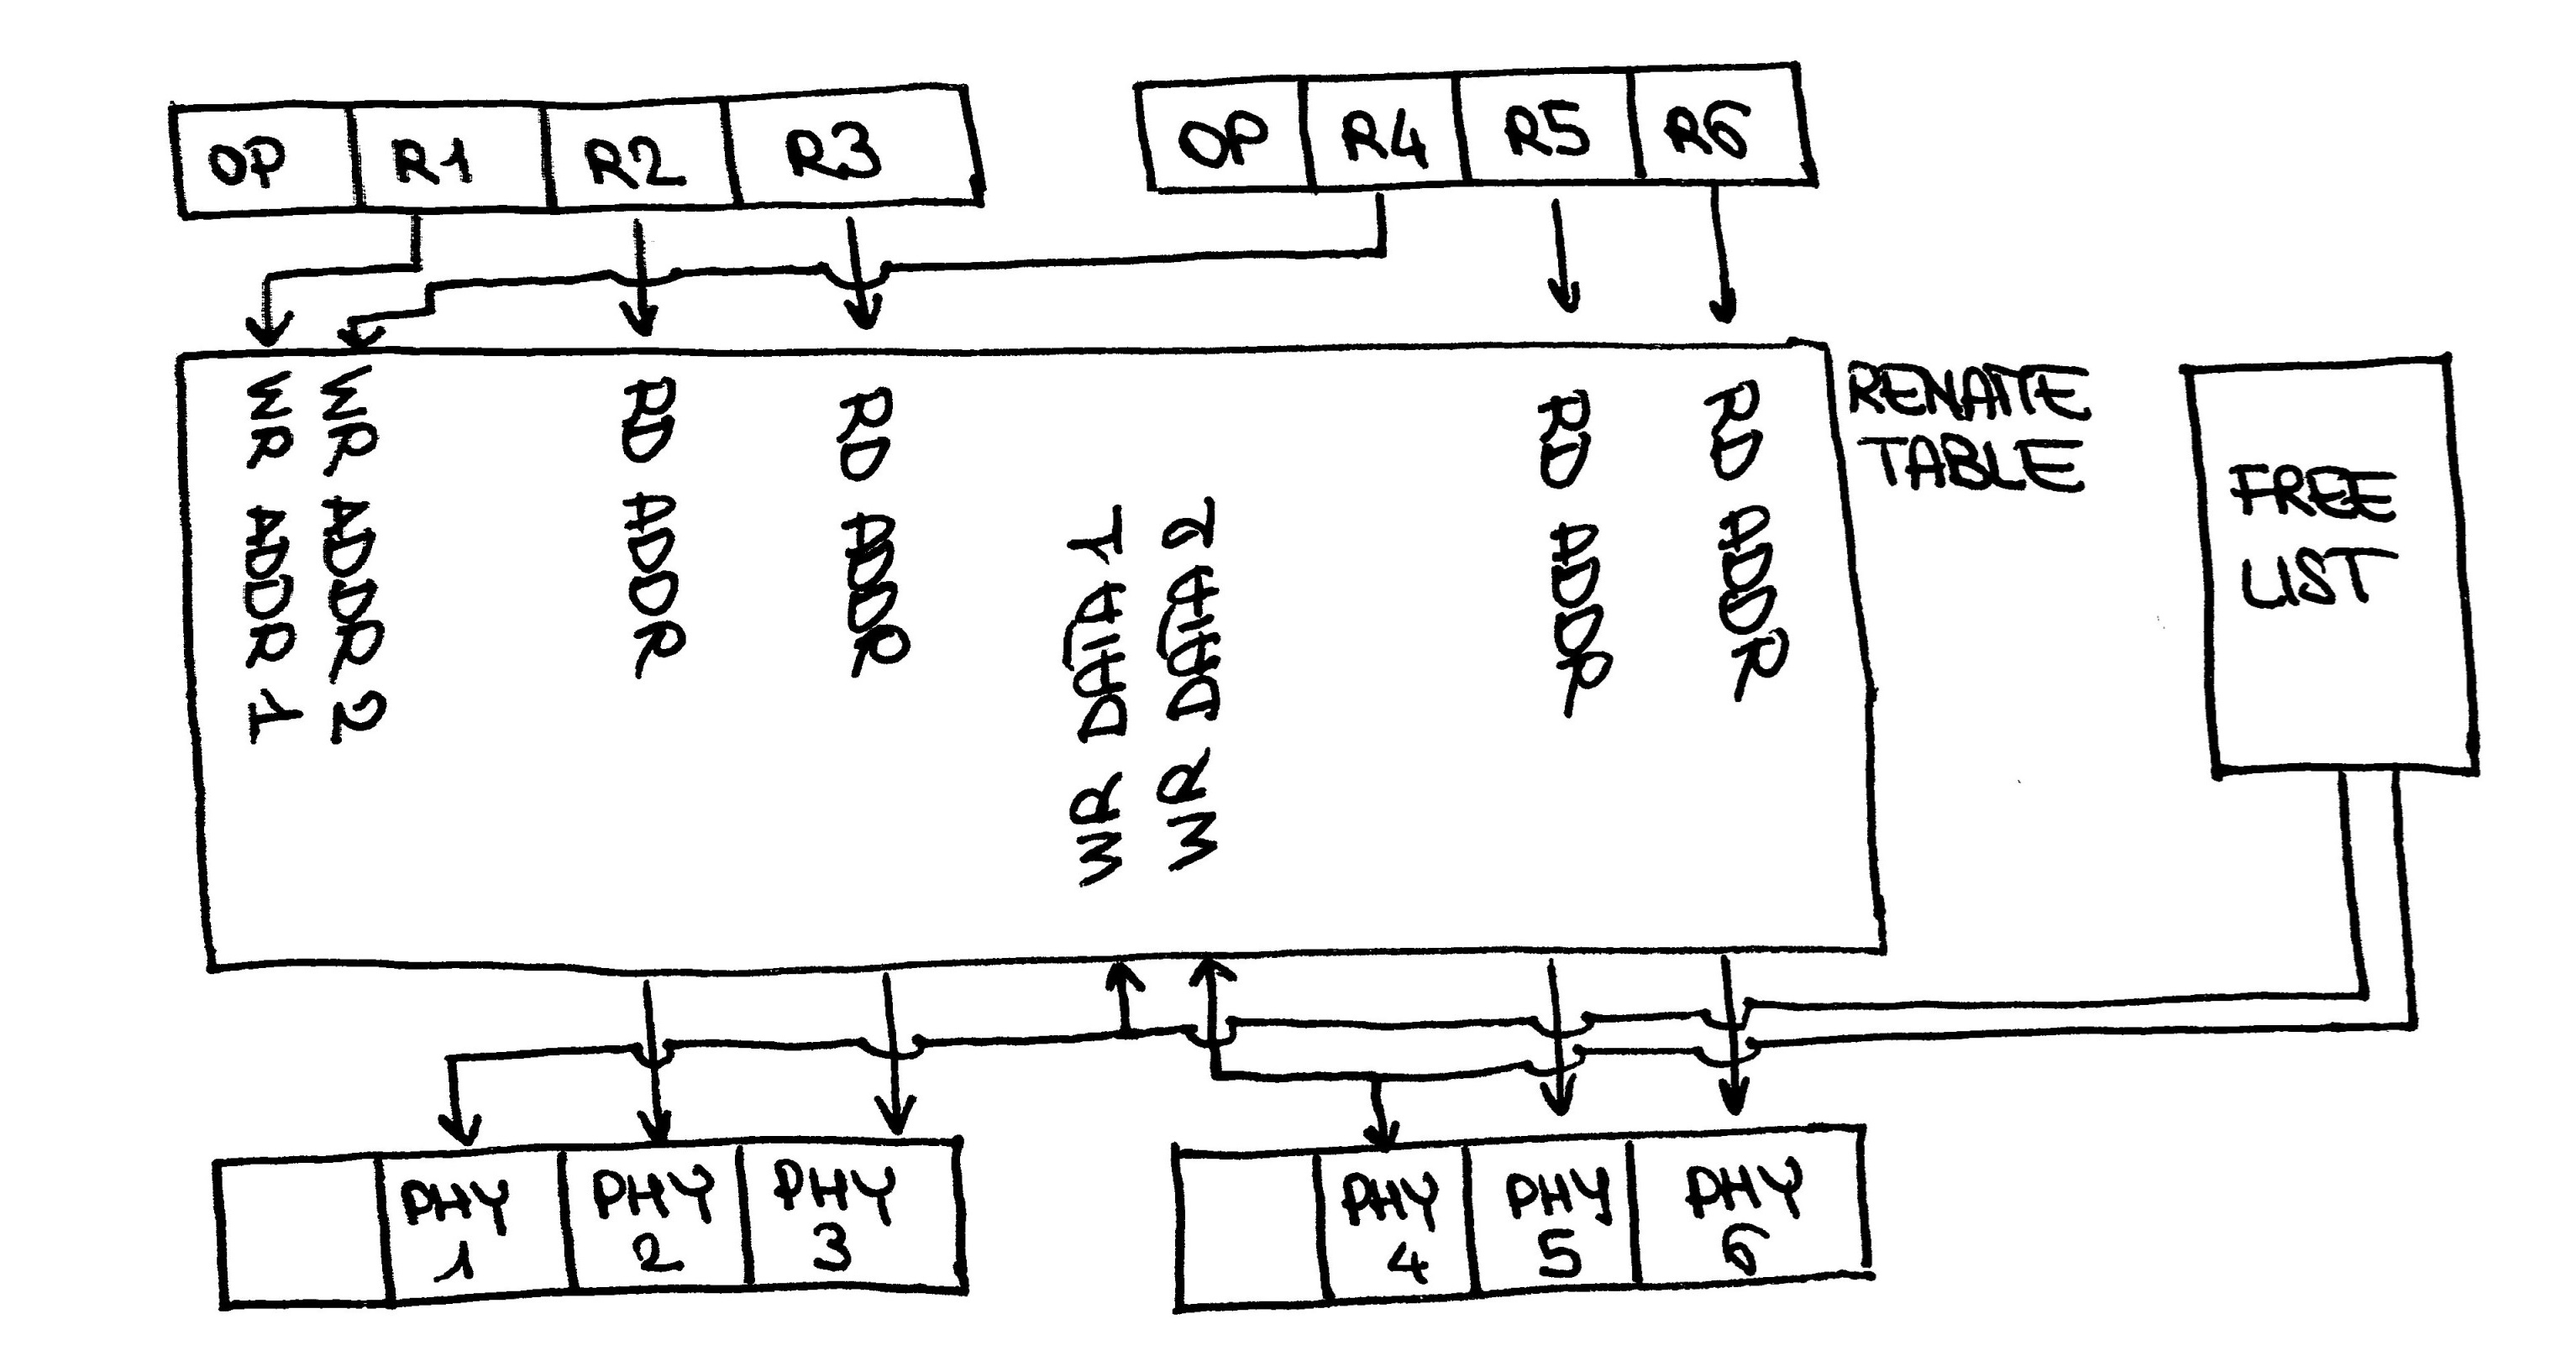 OP R1 R2 R3
OP R4 R5 R6
WR ADDR 1
WR ADDR 2
RD ADDR
RD ADDR
WR DATA 1
WR DATA 2
RD ADDR
RD ADDR
RENAME
TABLE
FREE
LIST
PHY
1
PHY
2
PHY
3
PHY
4
PHY
5
PHY
6